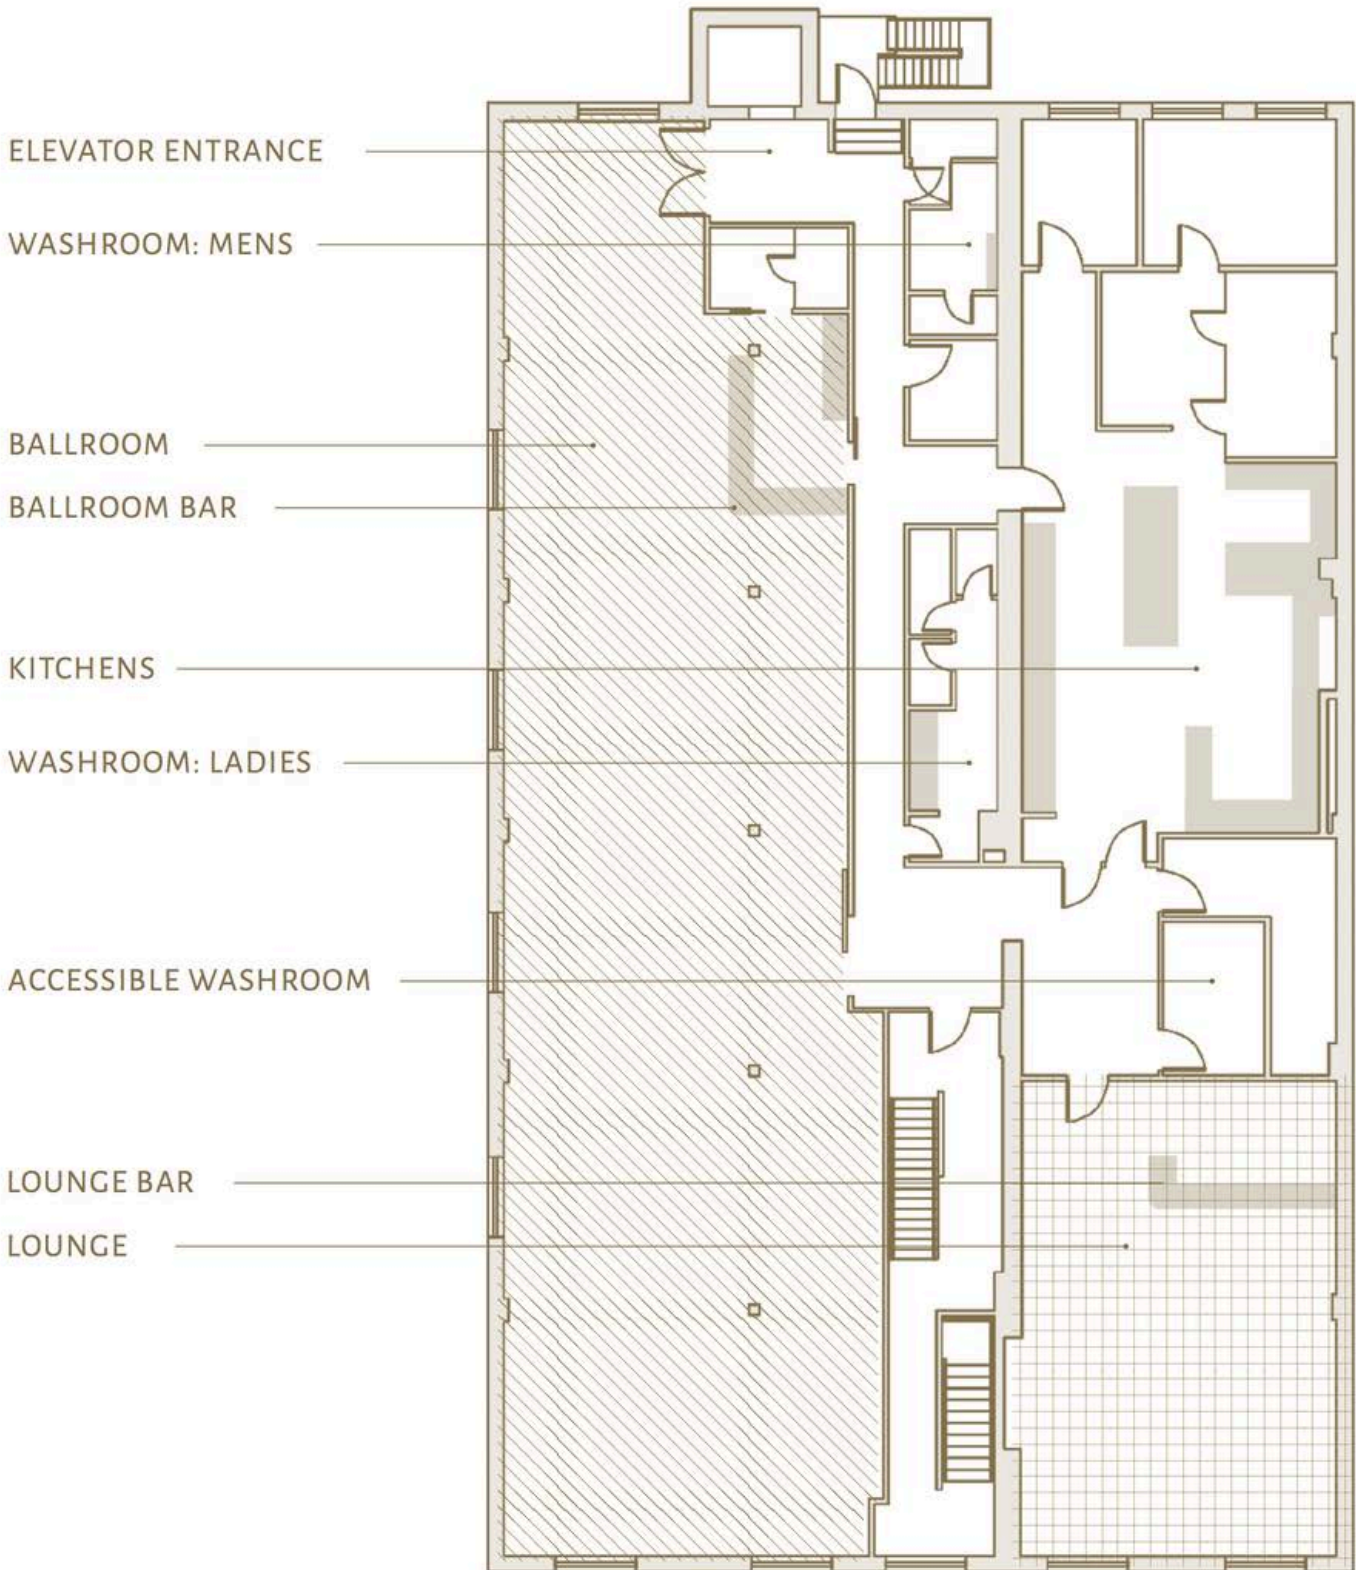 ELEVATOR ENTRANCE
WASHROOM: MENS
BALLROOM
BALLROOM BAR
KITCHENS
WASHROOM: LADIES
ACCESSIBLE WASHROOM
LOUNGE BAR
LOUNGE